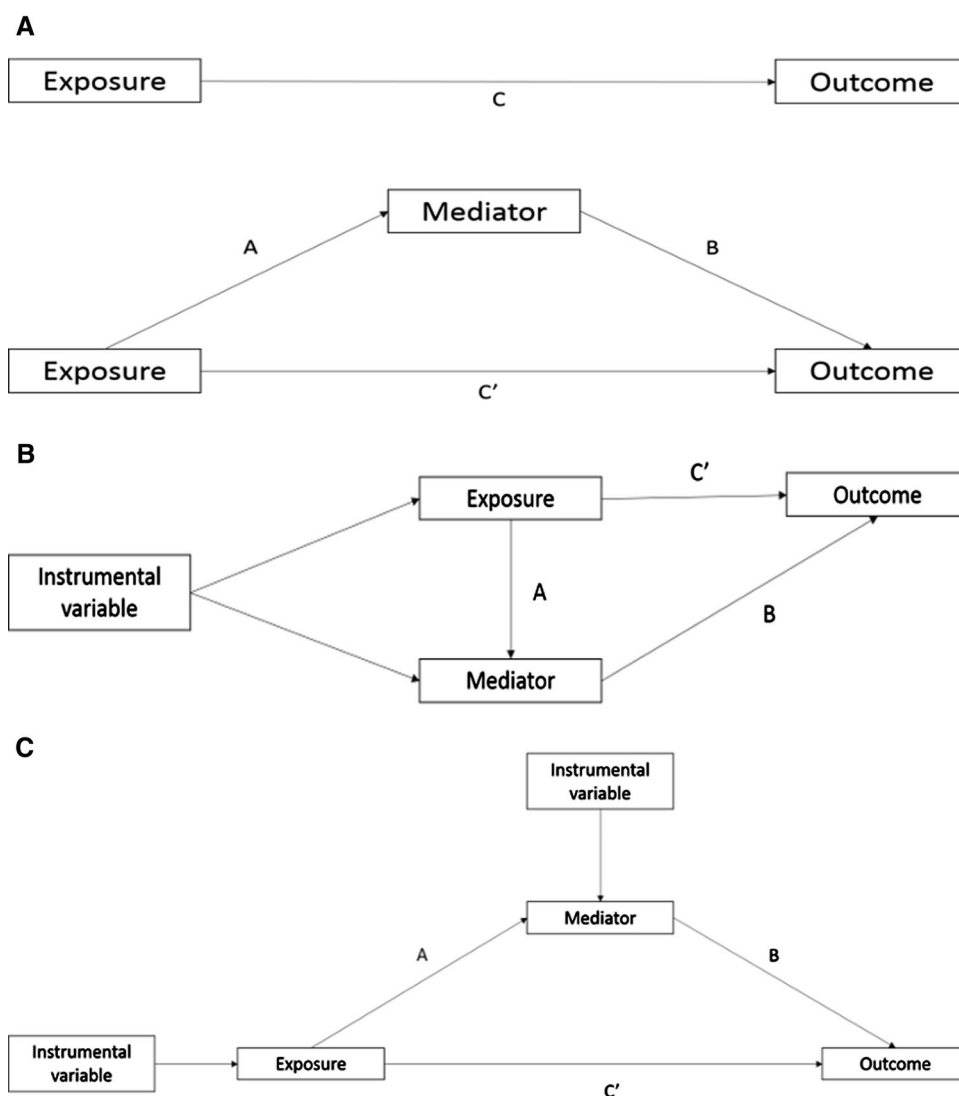 A
Exposure
Outcome
C
Mediator
A
B
Exposure
Outcome
C'
B
C'
Exposure
Outcome
Instrumental
variable
A
B
Mediator
C
Instrumental
variable
Mediator
A
B
Instrumental
variable
Exposure
Outcome
C'